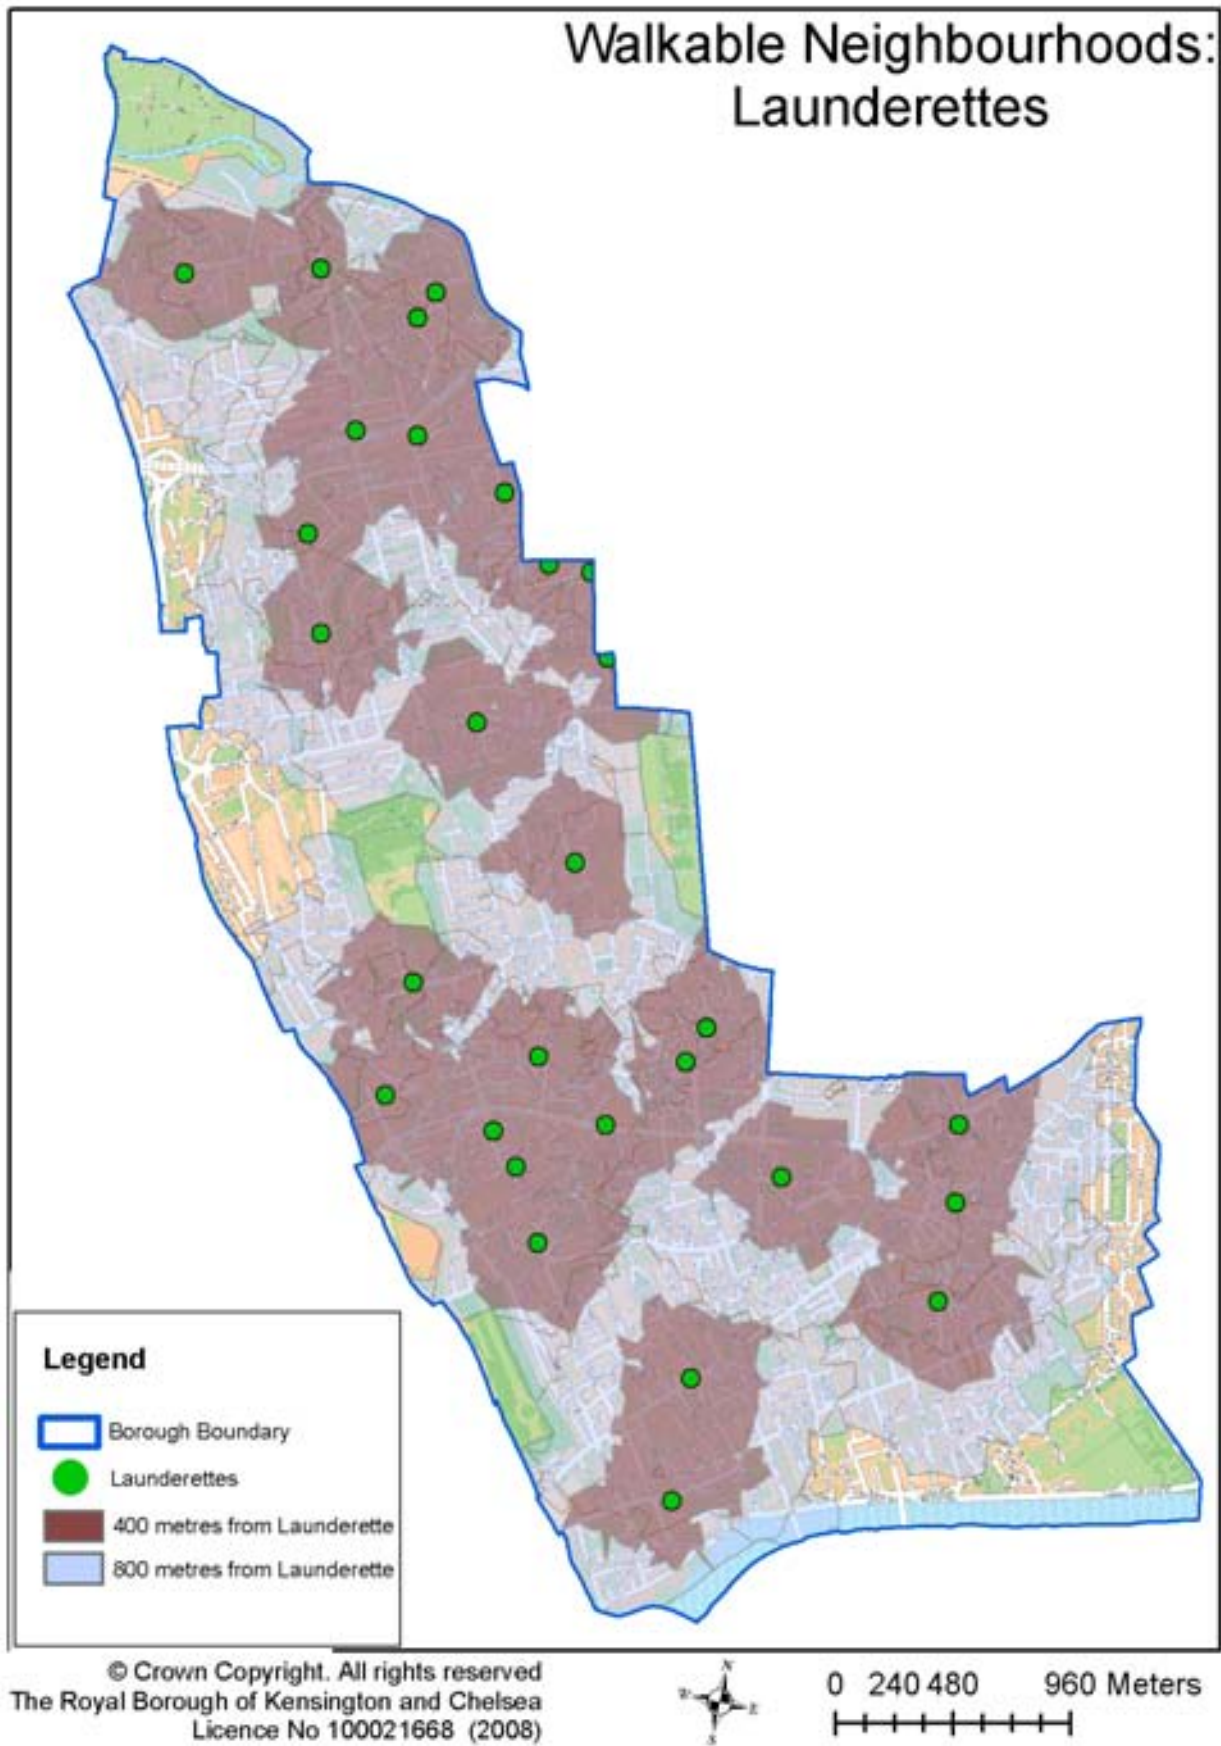 Walkable Neighbourhoods:
Launderettes
Legend
Borough Boundary
Launderettes
400 metres from Launderette
800 metres from Launderette
© Crown Copyright. All rights reserved
The Royal Borough of Kensington and Chelsea
Licence No 100021668 (2008)
N
W E
S
0 240 480 960 Meters